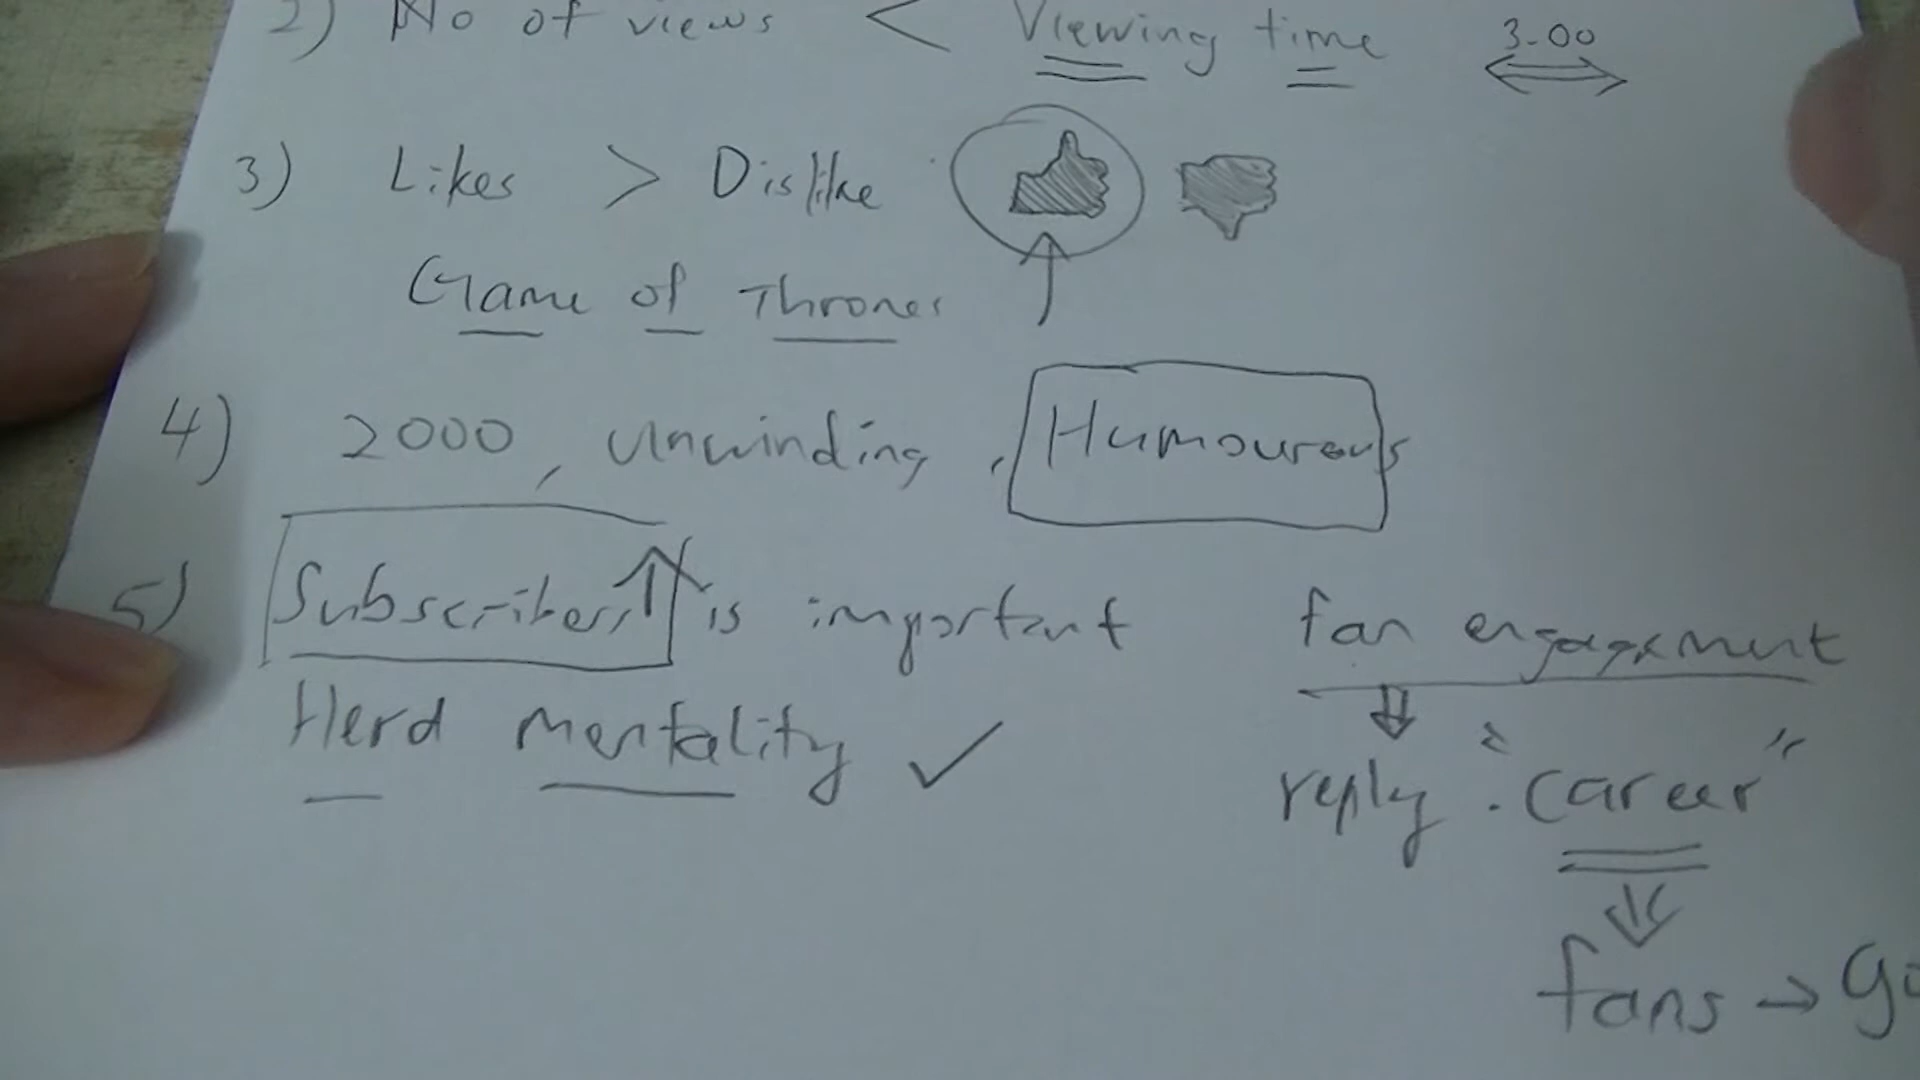 2) No of views < Viewing time 3.00
3) Likes > Dislike
Game of Thrones
4) 2000, unwinding, Humourous
5) Subscribers is important
Herd mentality ✓
fan engagement
reply "career"
fans →